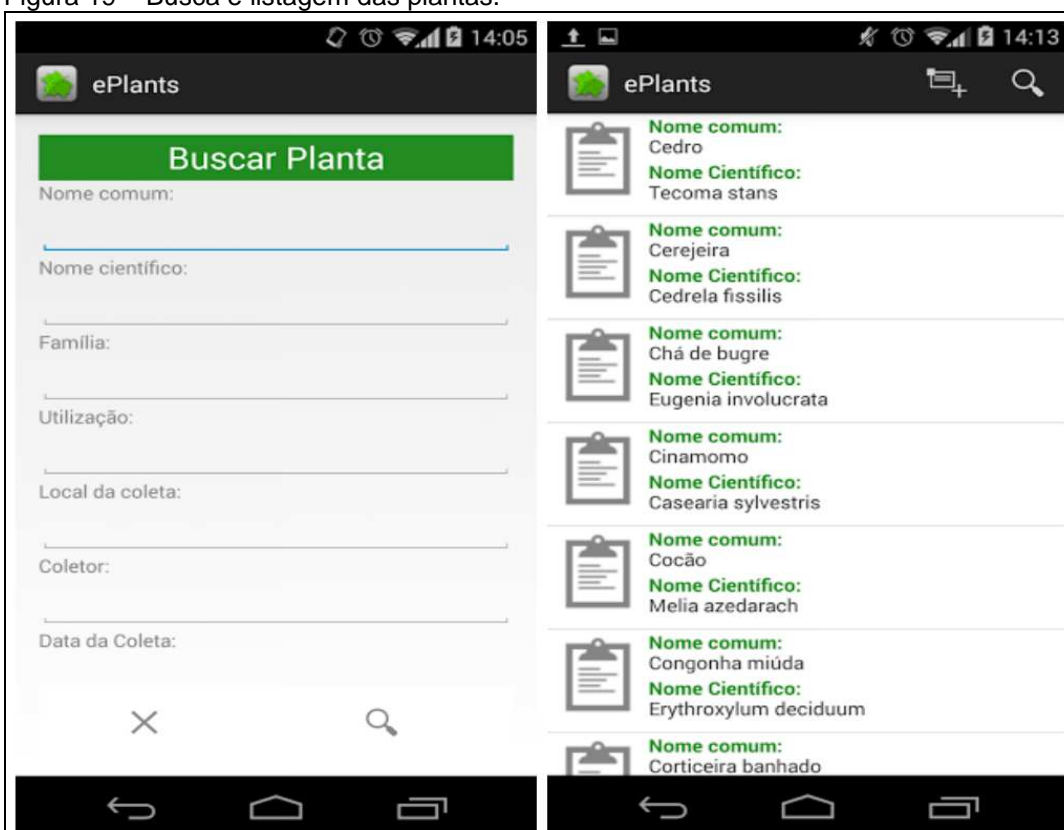 Figura 19 – Busca e listagem das plantas.
14:05
ePlants
Buscar Planta
Nome comum:
Nome científico:
Família:
Utilização:
Local da coleta:
Coletor:
Data da Coleta:
14:13
ePlants
Nome comum:
Cedro
Nome Científico:
Tecoma stans
Nome comum:
Cerejeira
Nome Científico:
Cedrela fissilis
Nome comum:
Chá de bugre
Nome Científico:
Eugenia involucrata
Nome comum:
Cinamomo
Nome Científico:
Casearia sylvestris
Nome comum:
Cocão
Nome Científico:
Melia azedarach
Nome comum:
Congonha miúda
Nome Científico:
Erythroxylum deciduum
Nome comum:
Corticeira banhado